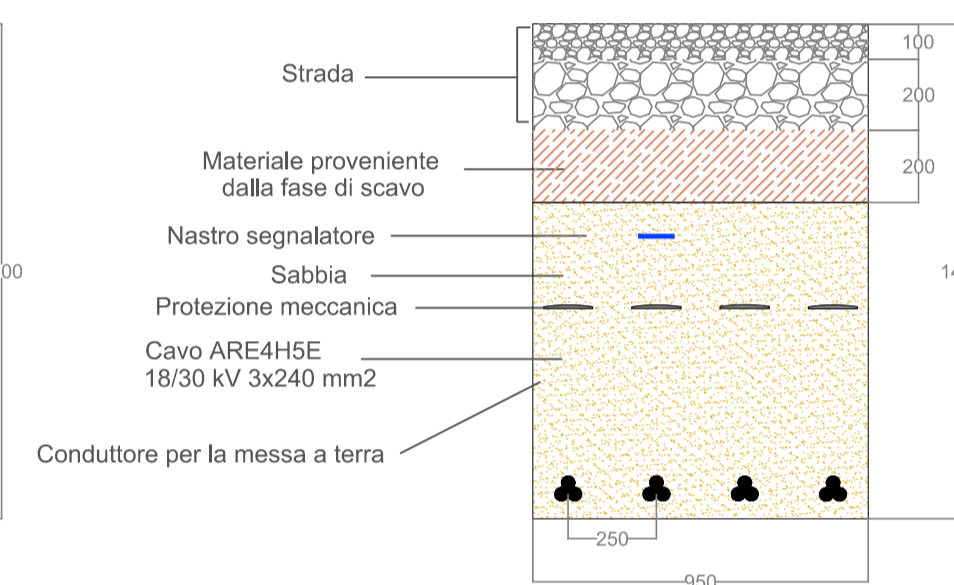 Strada
Materiale proveniente
dalla fase di scavo
Nastro segnalatore
Sabbia
Protezione meccanica
Cavo ARE4H5E
18/30 kV 3x240 mm2
Conduttore per la messa a terra
100
200
200
250
950